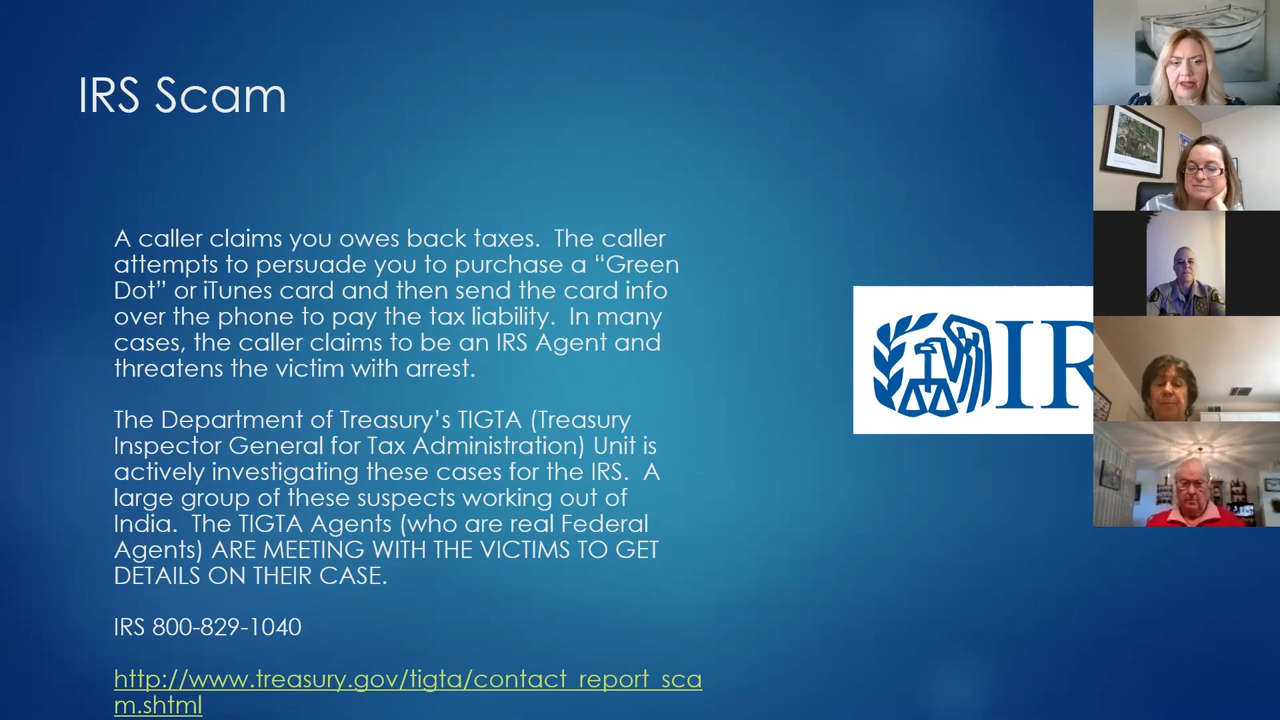 IRS Scam
A caller claims you owes back taxes.  The caller
attempts to persuade you to purchase a “Green
Dot” or iTunes card and then send the card info
over the phone to pay the tax liability.  In many
cases, the caller claims to be an IRS Agent and
threatens the victim with arrest.
The Department of Treasury’s TIGTA (Treasury
Inspector General for Tax Administration) Unit is
actively investigating these cases for the IRS.  A
large group of these suspects working out of
India.  The TIGTA Agents (who are real Federal
Agents) ARE MEETING WITH THE VICTIMS TO GET
DETAILS ON THEIR CASE.
IRS 800-829-1040
http://www.treasury.gov/tigta/contact_report_sca
m.shtml
IR